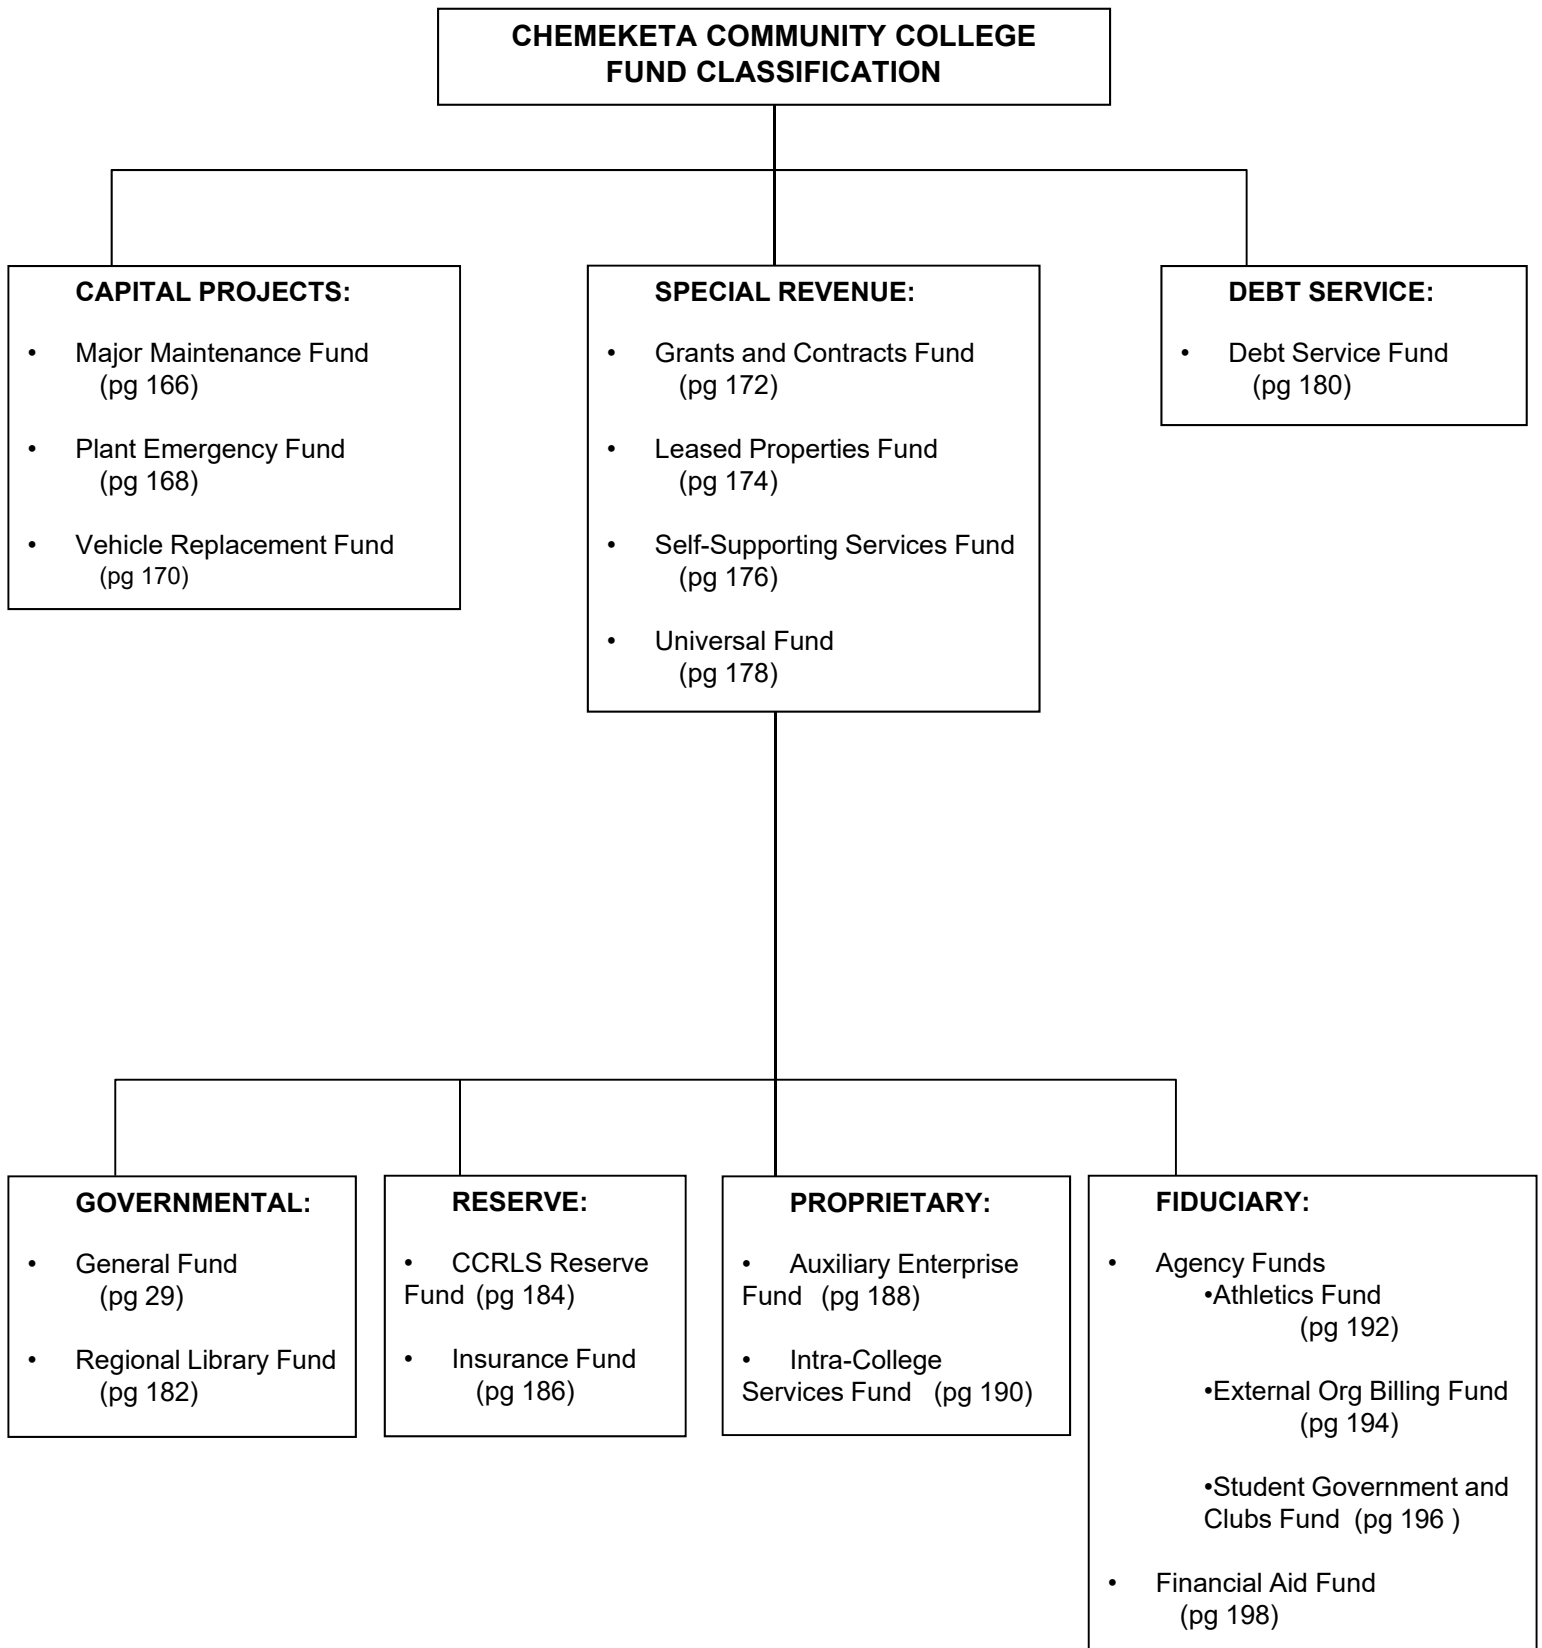 CHEMEKETA COMMUNITY COLLEGE
FUND CLASSIFICATION
CAPITAL PROJECTS:
• Major Maintenance Fund
(pg 166)
• Plant Emergency Fund
(pg 168)
• Vehicle Replacement Fund
(pg 170)
SPECIAL REVENUE:
• Grants and Contracts Fund
(pg 172)
• Leased Properties Fund
(pg 174)
• Self-Supporting Services Fund
(pg 176)
• Universal Fund
(pg 178)
DEBT SERVICE:
• Debt Service Fund
(pg 180)
GOVERNMENTAL:
• General Fund
(pg 29)
• Regional Library Fund
(pg 182)
RESERVE:
• CCRLS Reserve
Fund (pg 184)
• Insurance Fund
(pg 186)
PROPRIETARY:
• Auxiliary Enterprise
Fund (pg 188)
• Intra-College
Services Fund (pg 190)
FIDUCIARY:
• Agency Funds
•Athletics Fund
(pg 192)
•External Org Billing Fund
(pg 194)
•Student Government and
Clubs Fund (pg 196 )
• Financial Aid Fund
(pg 198)